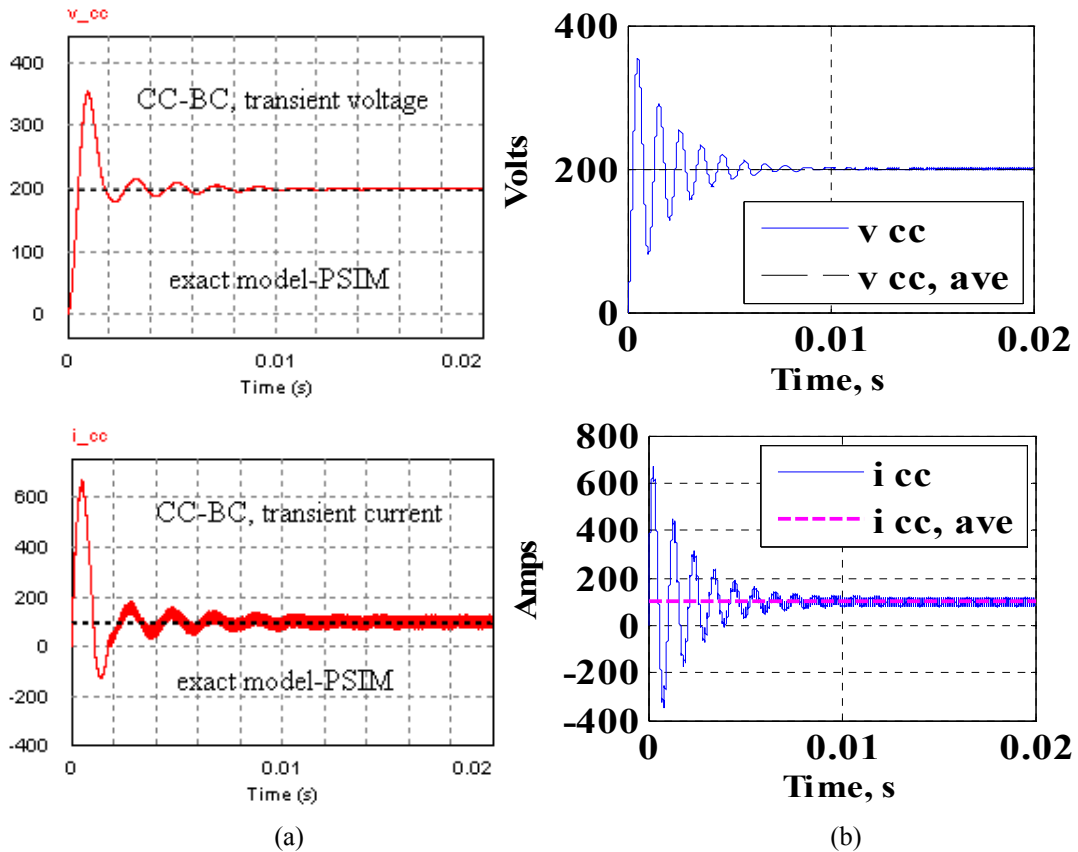 v_cc
400
300
200
100
0
CC-BC, transient voltage
exact model-PSIM
0
0.01
0.02
Time (s)
400
200
0
Volts
v cc
v cc, ave
0
0.01
0.02
Time, s
i_cc
600
400
200
0
-200
-400
CC-BC, transient current
exact model-PSIM
0
0.01
0.02
Time (s)
(a)
800
600
400
200
0
-200
-400
Amps
i cc
i cc, ave
0
0.01
0.02
Time, s
(b)